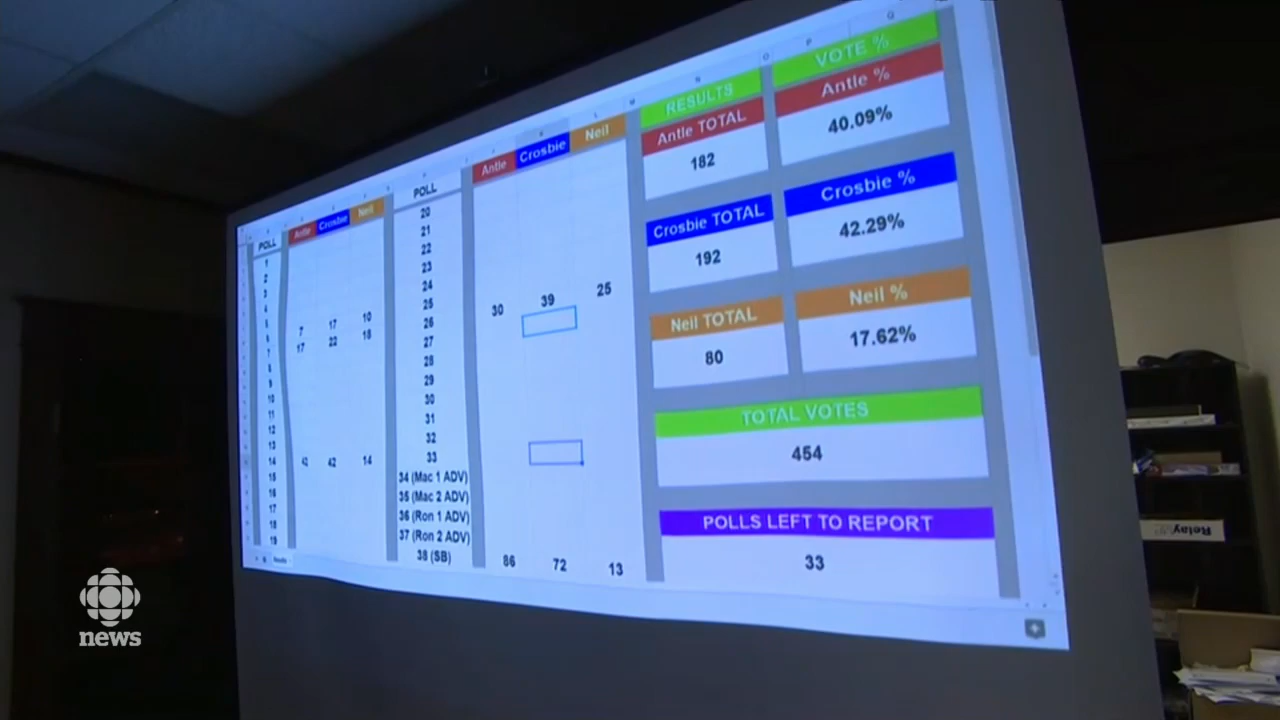 POLL Antle Crosbie Neil
1
2
3
4
5 7 17 10
6 17 22 18
7
8
9
10
11
12
13
14 42 42 14
15
16
17
18
19
POLL Antle Crosbie Neil
20
21
22
23
24
25 30 39 25
26
27
28
29
30
31
32
33
34 (Mac 1 ADV)
35 (Mac 2 ADV)
36 (Ron 1 ADV)
37 (Ron 2 ADV)
38 (SB) 86 72 13
RESULTS VOTE %
Antle TOTAL Antle %
182 40.09%
Crosbie TOTAL Crosbie %
192 42.29%
Neil TOTAL Neil %
80 17.62%
TOTAL VOTES
454
POLLS LEFT TO REPORT
33
Relay
news